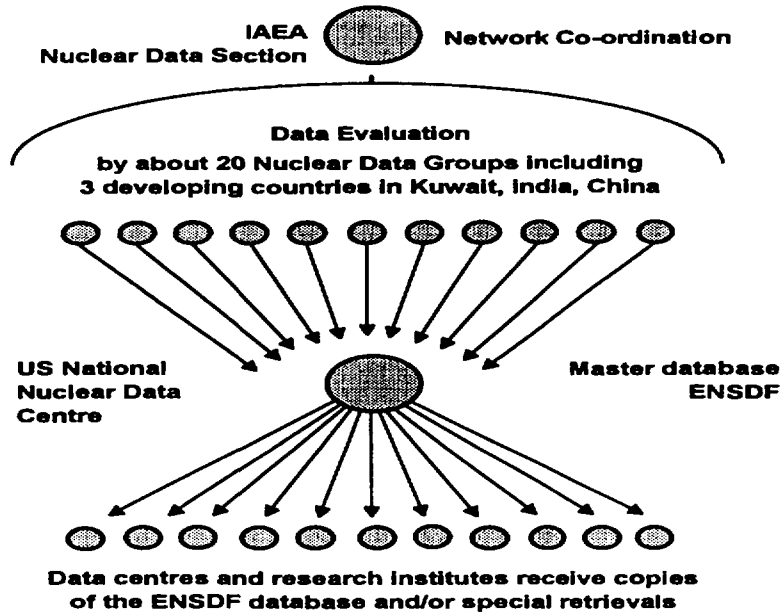 IAEA
Nuclear Data Section
Network Co-ordination
Data Evaluation
by about 20 Nuclear Data Groups including
3 developing countries in Kuwait, India, China
US National
Nuclear Data
Centre
Master database
ENSDF
Data centres and research institutes receive copies
of the ENSDF database and/or special retrievals